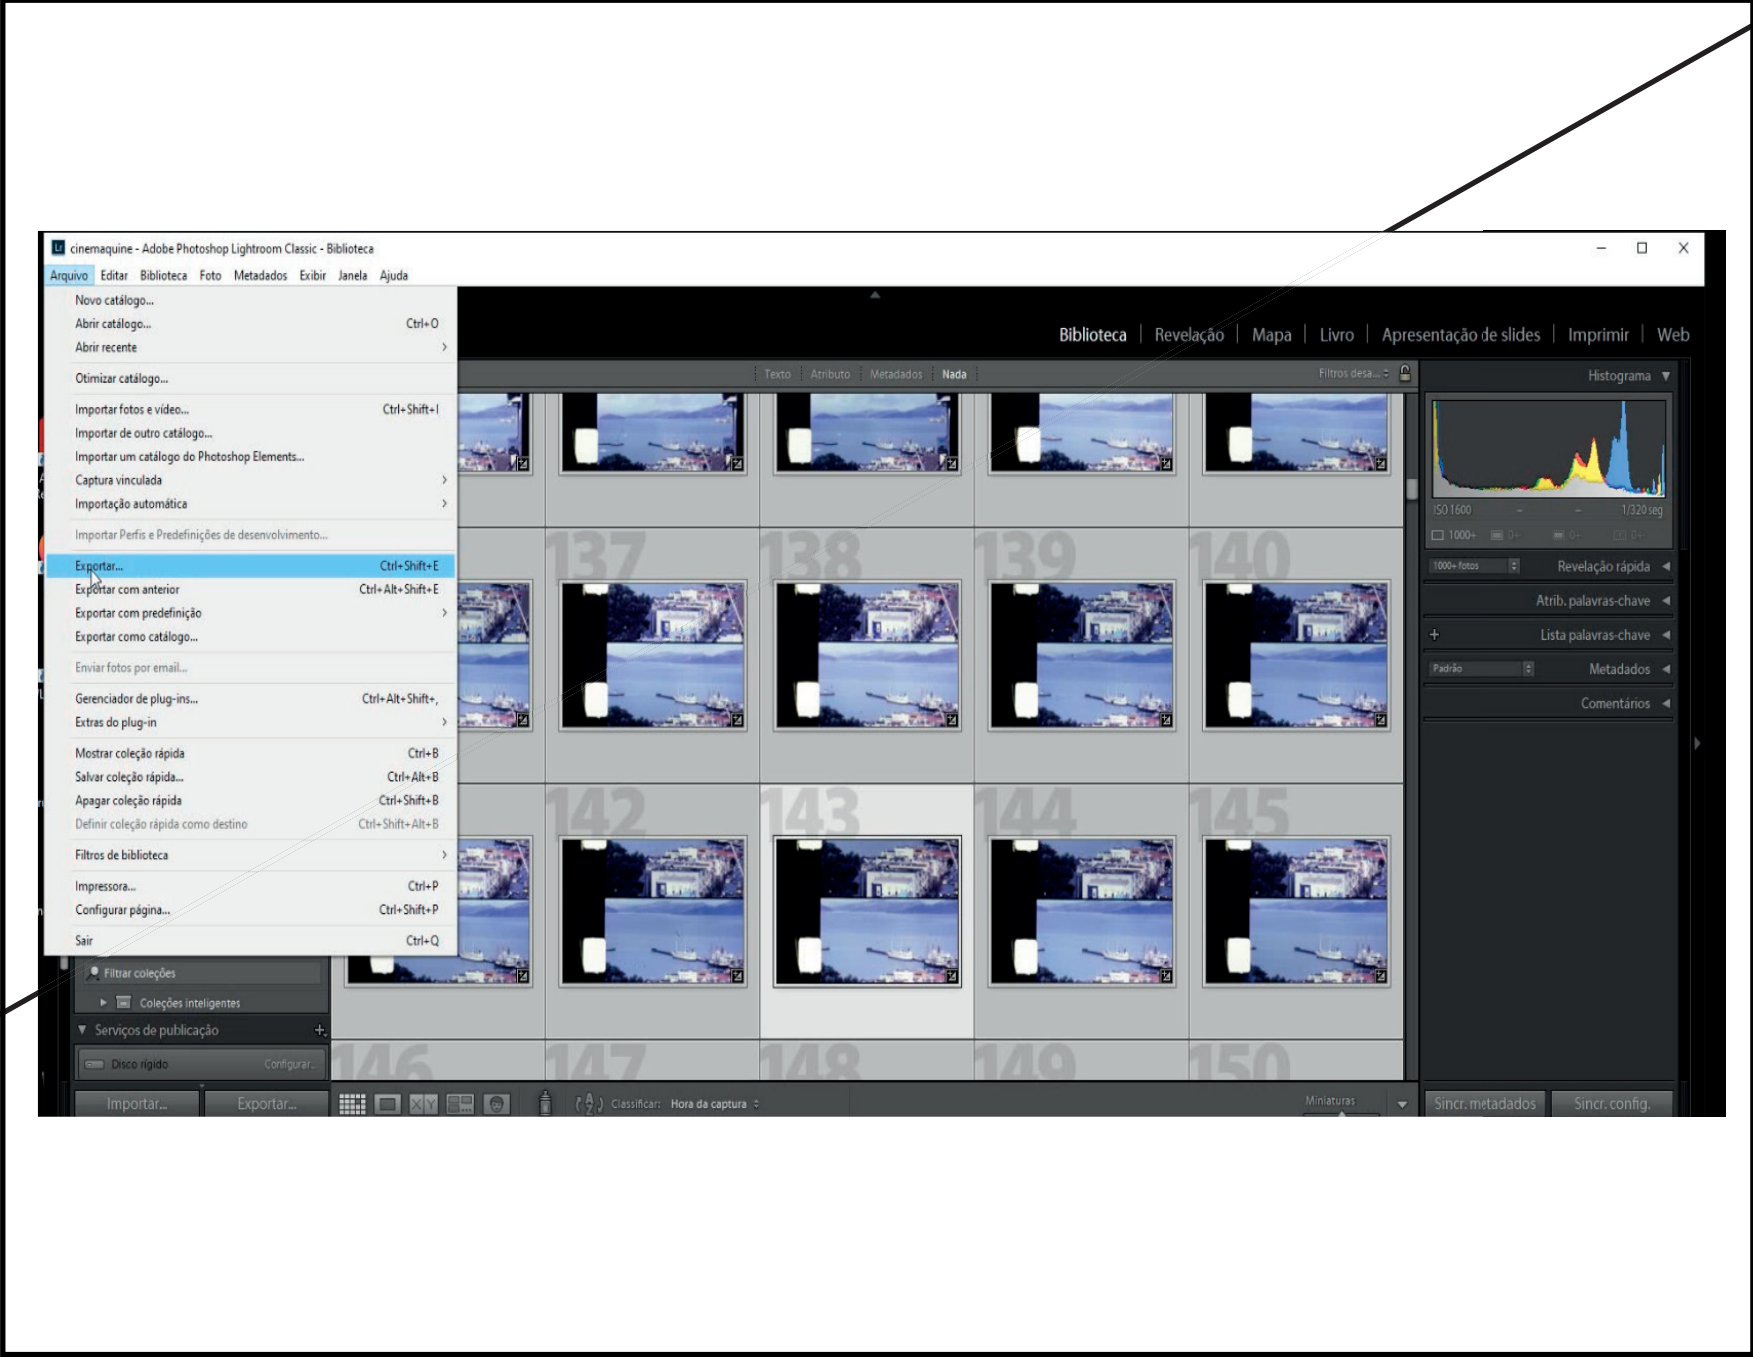 cinemaquine - Adobe Photoshop Lightroom Classic - Biblioteca
Arquivo Editar Biblioteca Foto Metadados Exibir Janela Ajuda
Novo catálogo...
Abrir catálogo... Ctrl+O
Abrir recente
Otimizar catálogo...
Importar fotos e vídeo... Ctrl+Shift+I
Importar de outro catálogo...
Importar um catálogo do Photoshop Elements...
Captura vinculada
Importação automática
Importar Perfis e Predefinições de desenvolvimento...
Exportar... Ctrl+Shift+E
Exportar com anterior Ctrl+Alt+Shift+E
Exportar com predefinição
Exportar como catálogo...
Enviar fotos por email...
Gerenciador de plug-ins... Ctrl+Alt+Shift+,
Extras do plug-in
Mostrar coleção rápida Ctrl+B
Salvar coleção rápida... Ctrl+Alt+B
Apagar coleção rápida Ctrl+Shift+B
Definir coleção rápida como destino Ctrl+Shift+Alt+B
Filtros de biblioteca
Impressora... Ctrl+P
Configurar página... Ctrl+Shift+P
Sair Ctrl+Q
Filtrar coleções
Coleções inteligentes
Serviços de publicação
Disco rígido Configurar...
Importar... Exportar...
Biblioteca | Revelação | Mapa | Livro | Apresentação de slides | Imprimir | Web
Texto Atributo Metadados Nada Filtros desa...
137 138 139 140
142 143 144 145
146 147 148 149 150
Classificar: Hora da captura Miniaturas
Histograma
ISO 1600 - - 1/320 seg
1000+ 0+ 0+ 0+
1000+ fotos Revelação rápida
Atrib. palavras-chave
+ Lista palavras-chave
Padrão Metadados
Comentários
Sincr. metadados Sincr. config.